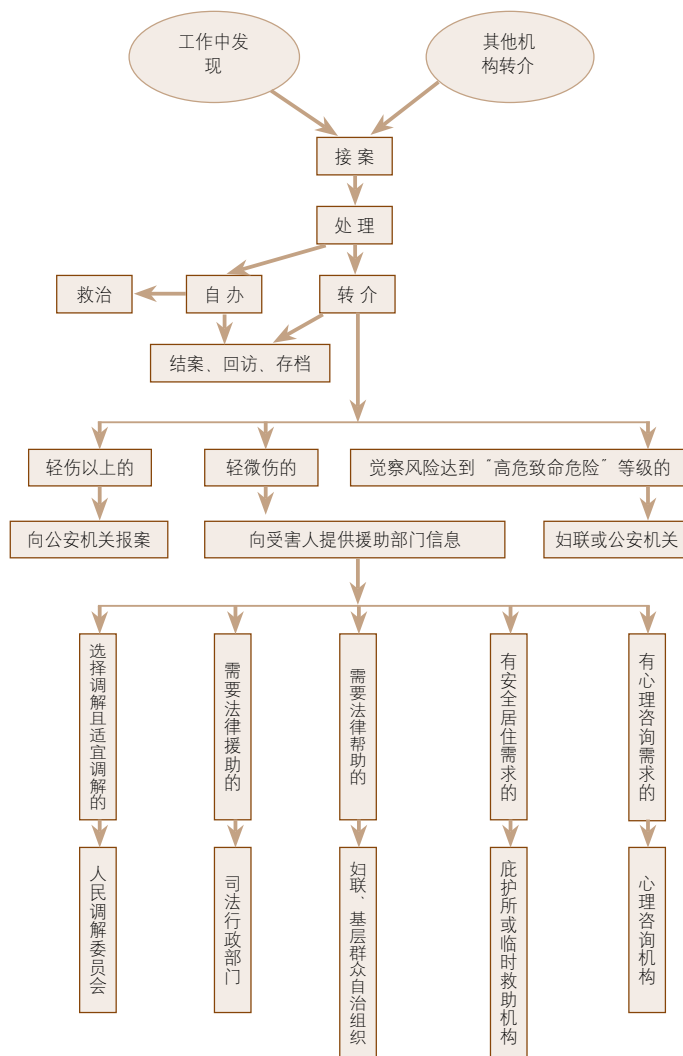 工作中发
现
其他机
构转介
接 案
处 理
救治
自 办
转 介
结案、回访、存档
轻伤以上的
轻微伤的
觉察风险达到“高危致命危险”等级的
向公安机关报案
向受害人提供援助部门信息
妇联或公安机关
选择调解且适宜调解的
需要法律援助的
需要法律帮助的
有安全居住需求的
有心理咨询需求的
人民调解委员会
司法行政部门
妇联、基层群众自治组织
庇护所或临时救助机构
心理咨询机构